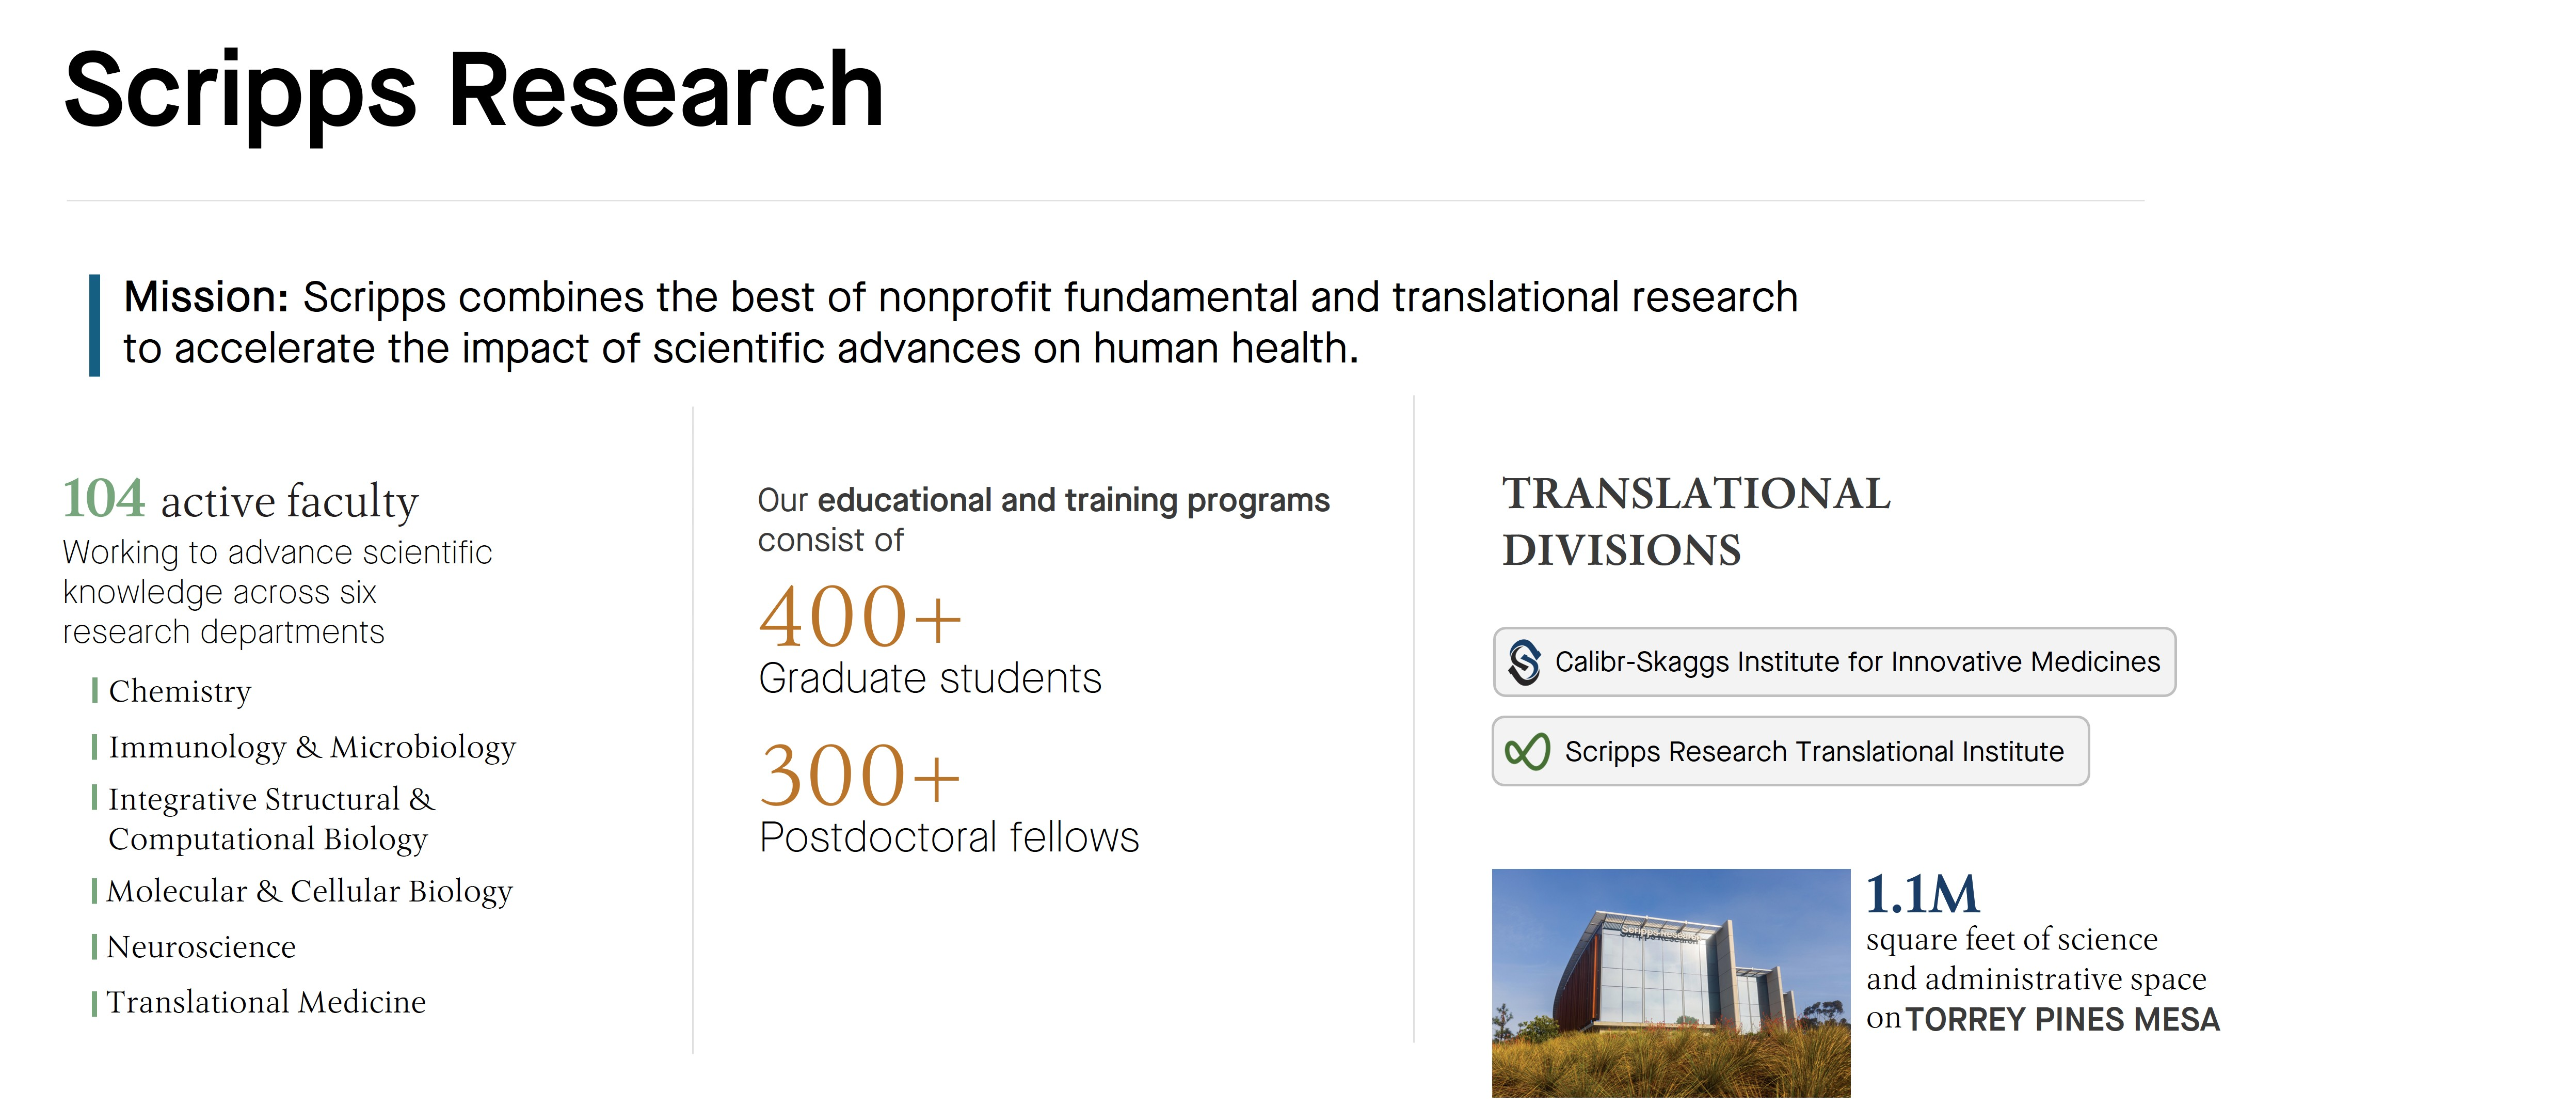 Scripps Research
Mission: Scripps combines the best of nonprofit fundamental and translational research
to accelerate the impact of scientific advances on human health.
104 active faculty
Working to advance scientific
knowledge across six
research departments
Chemistry
Immunology & Microbiology
Integrative Structural &
Computational Biology
Molecular & Cellular Biology
Neuroscience
Translational Medicine
Our educational and training programs
consist of
400+
Graduate students
300+
Postdoctoral fellows
TRANSLATIONAL
DIVISIONS
Calibr-Skaggs Institute for Innovative Medicines
Scripps Research Translational Institute
Scripps Research
1.1M
square feet of science
and administrative space
on TORREY PINES MESA